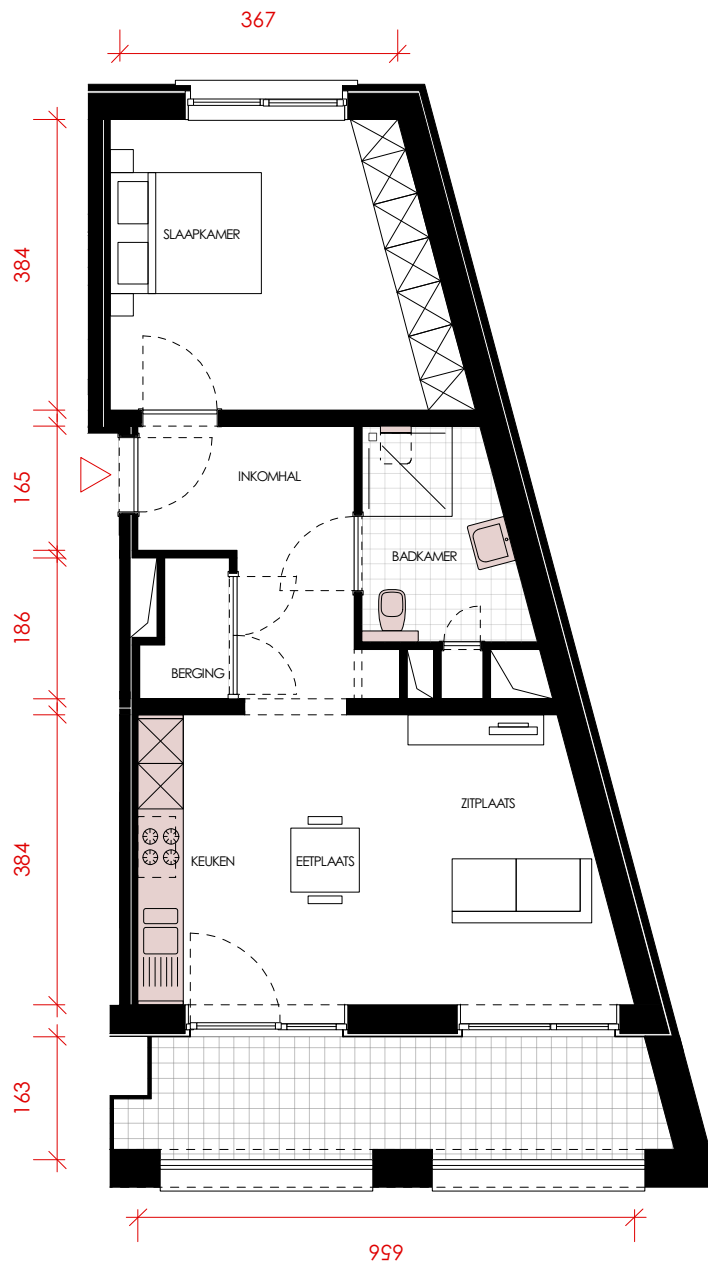 367
384
SLAAPKAMER
165
INKOMHAL
BADKAMER
186
BERGING
384
ZITPLAATS
KEUKEN
EETPLAATS
163
656